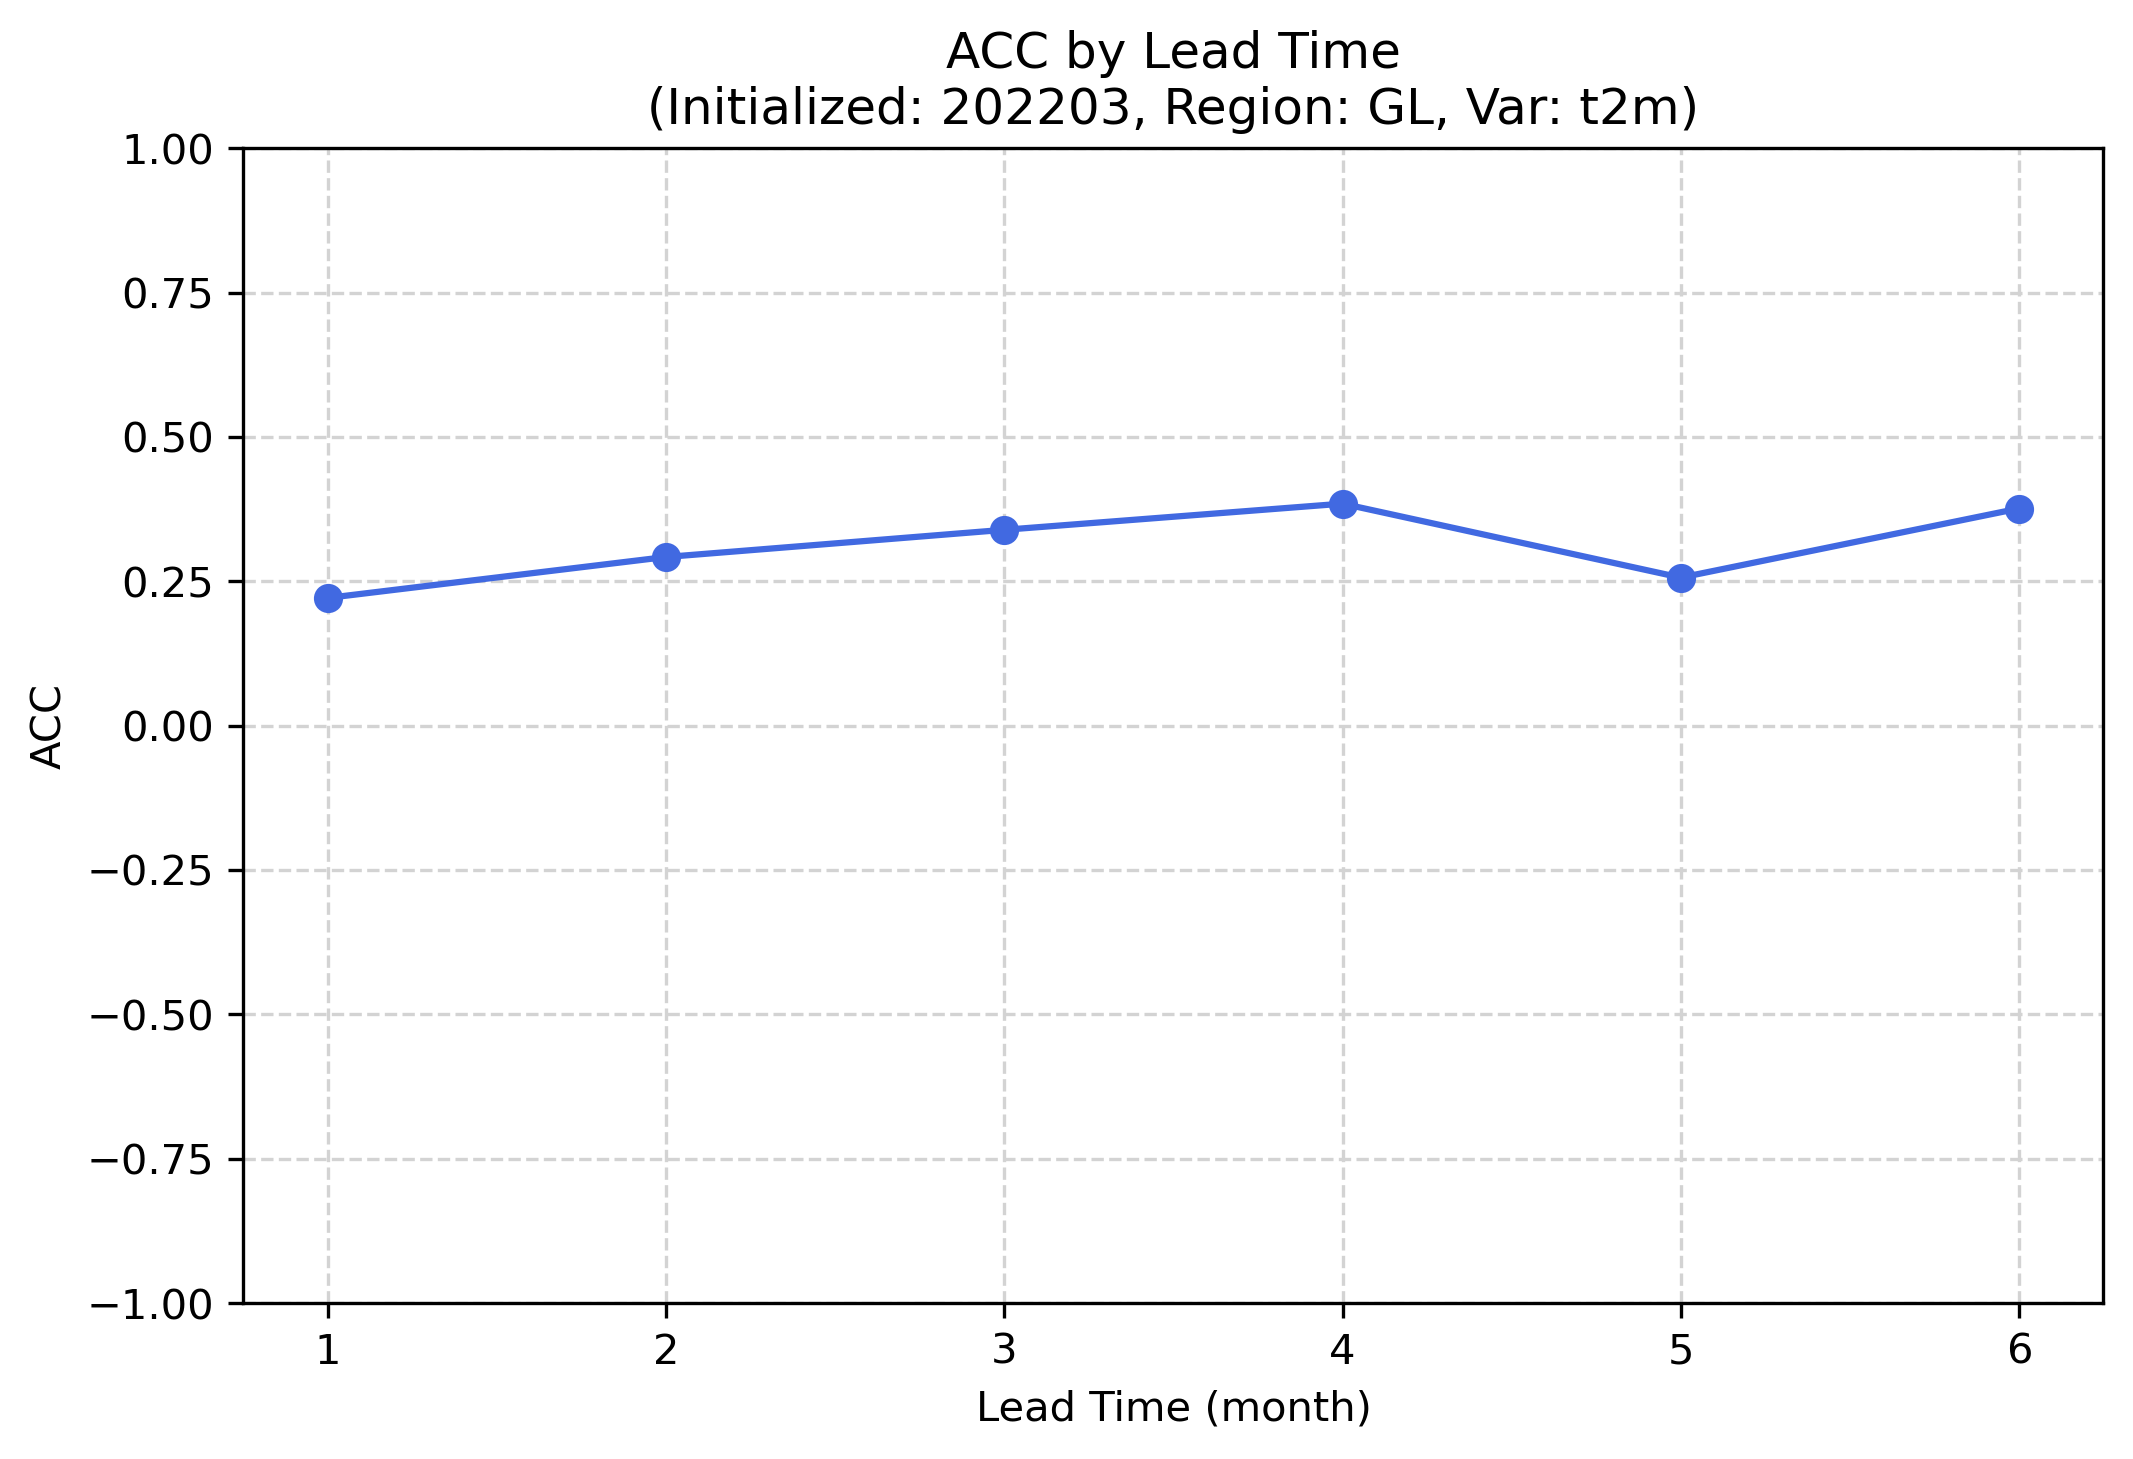 ACC by Lead Time
(Initialized: 202203, Region: GL, Var: t2m)
1.00
0.75
0.50
0.25
0.00
−0.25
−0.50
−0.75
−1.00
ACC
1 2 3 4 5 6
Lead Time (month)